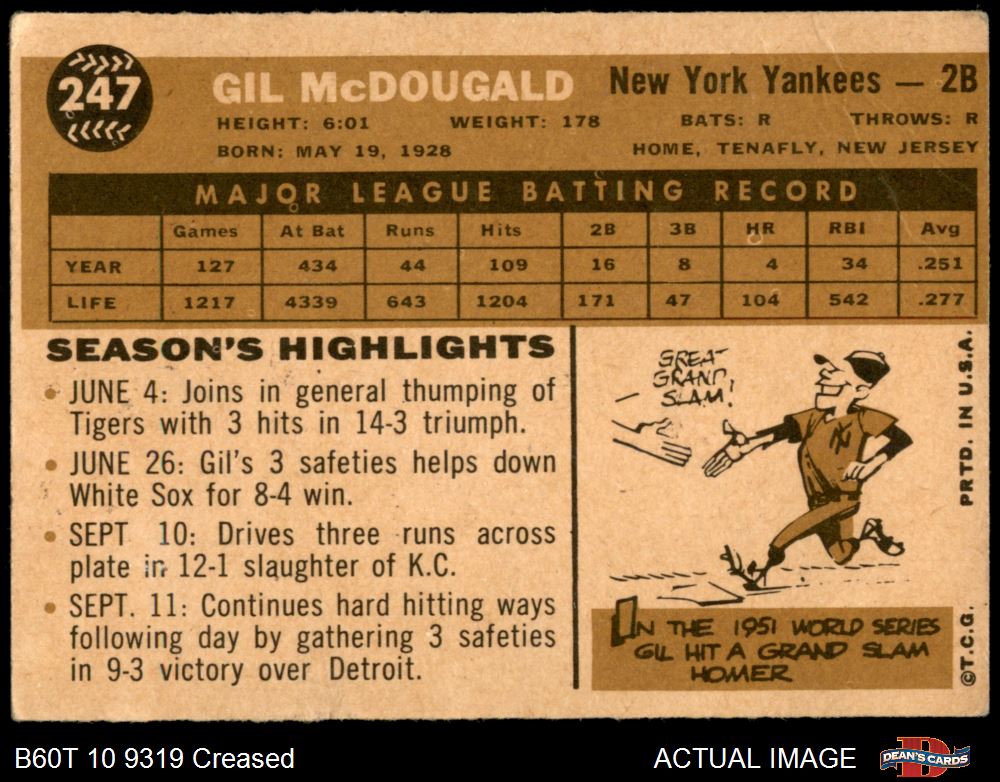 247
GIL McDOUGALD
New York Yankees — 2B
HEIGHT: 6:01 WEIGHT: 178 BATS: R THROWS: R
BORN: MAY 19, 1928 HOME, TENAFLY, NEW JERSEY
MAJOR LEAGUE BATTING RECORD
Games At Bat Runs Hits 2B 3B HR RBI Avg
YEAR 127 434 44 109 16 8 4 34 .251
LIFE 1217 4339 643 1204 171 47 104 542 .277
SEASON'S HIGHLIGHTS
• JUNE 4: Joins in general thumping of
Tigers with 3 hits in 14-3 triumph.
• JUNE 26: Gil's 3 safeties helps down
White Sox for 8-4 win.
• SEPT 10: Drives three runs across
plate in 12-1 slaughter of K.C.
• SEPT. 11: Continues hard hitting ways
following day by gathering 3 safeties
in 9-3 victory over Detroit.
GREAT
GRAND
SLAM!
NY
IN THE 1951 WORLD SERIES
GIL HIT A GRAND SLAM
HOMER
PRTD. IN U.S.A.
©T.C.G.
B60T 10 9319 Creased
ACTUAL IMAGE
D
DEAN'S CARDS